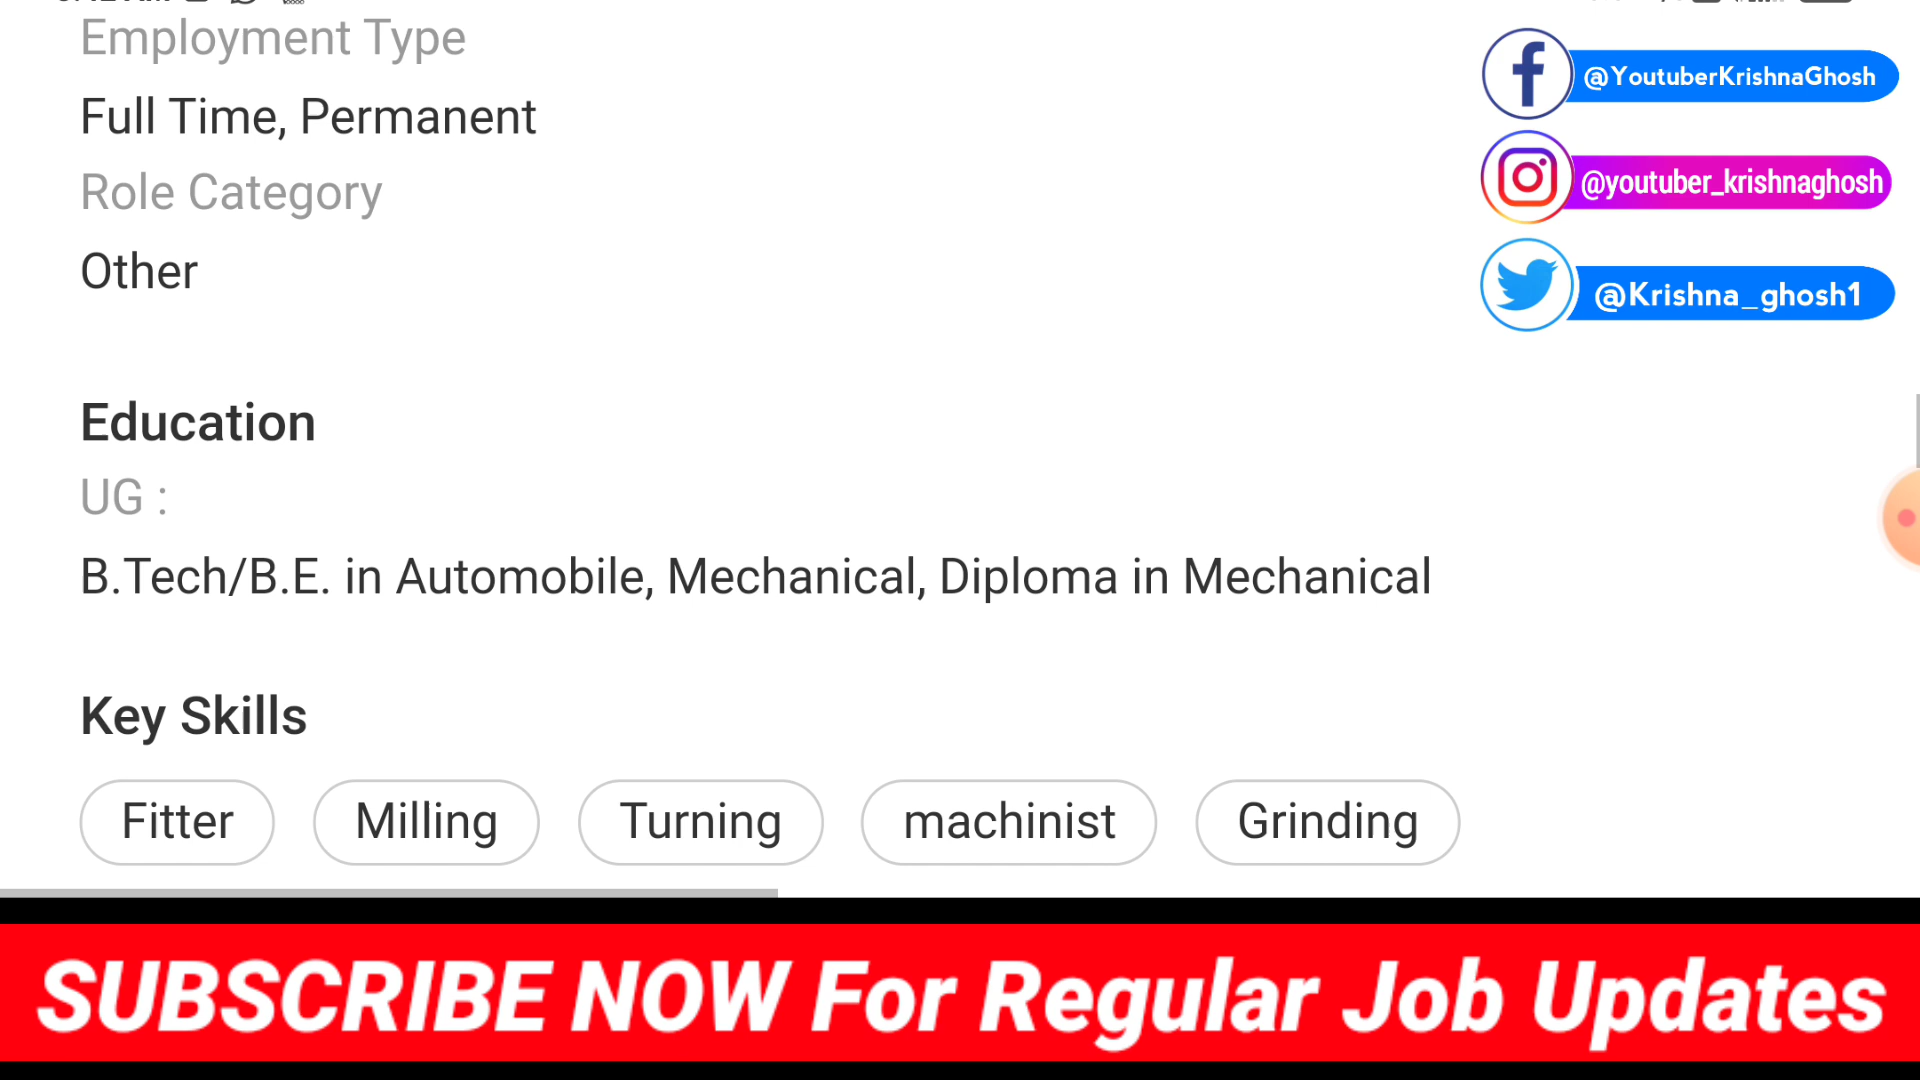 Employment Type
@YoutuberKrishnaGhosh
Full Time, Permanent
@youtuber_krishnaghosh
Role Category
Other
@Krishna_ghosh1
Education
UG :
B.Tech/B.E. in Automobile, Mechanical, Diploma in Mechanical
Key Skills
Fitter Milling Turning machinist Grinding
SUBSCRIBE NOW For Regular Job Updates